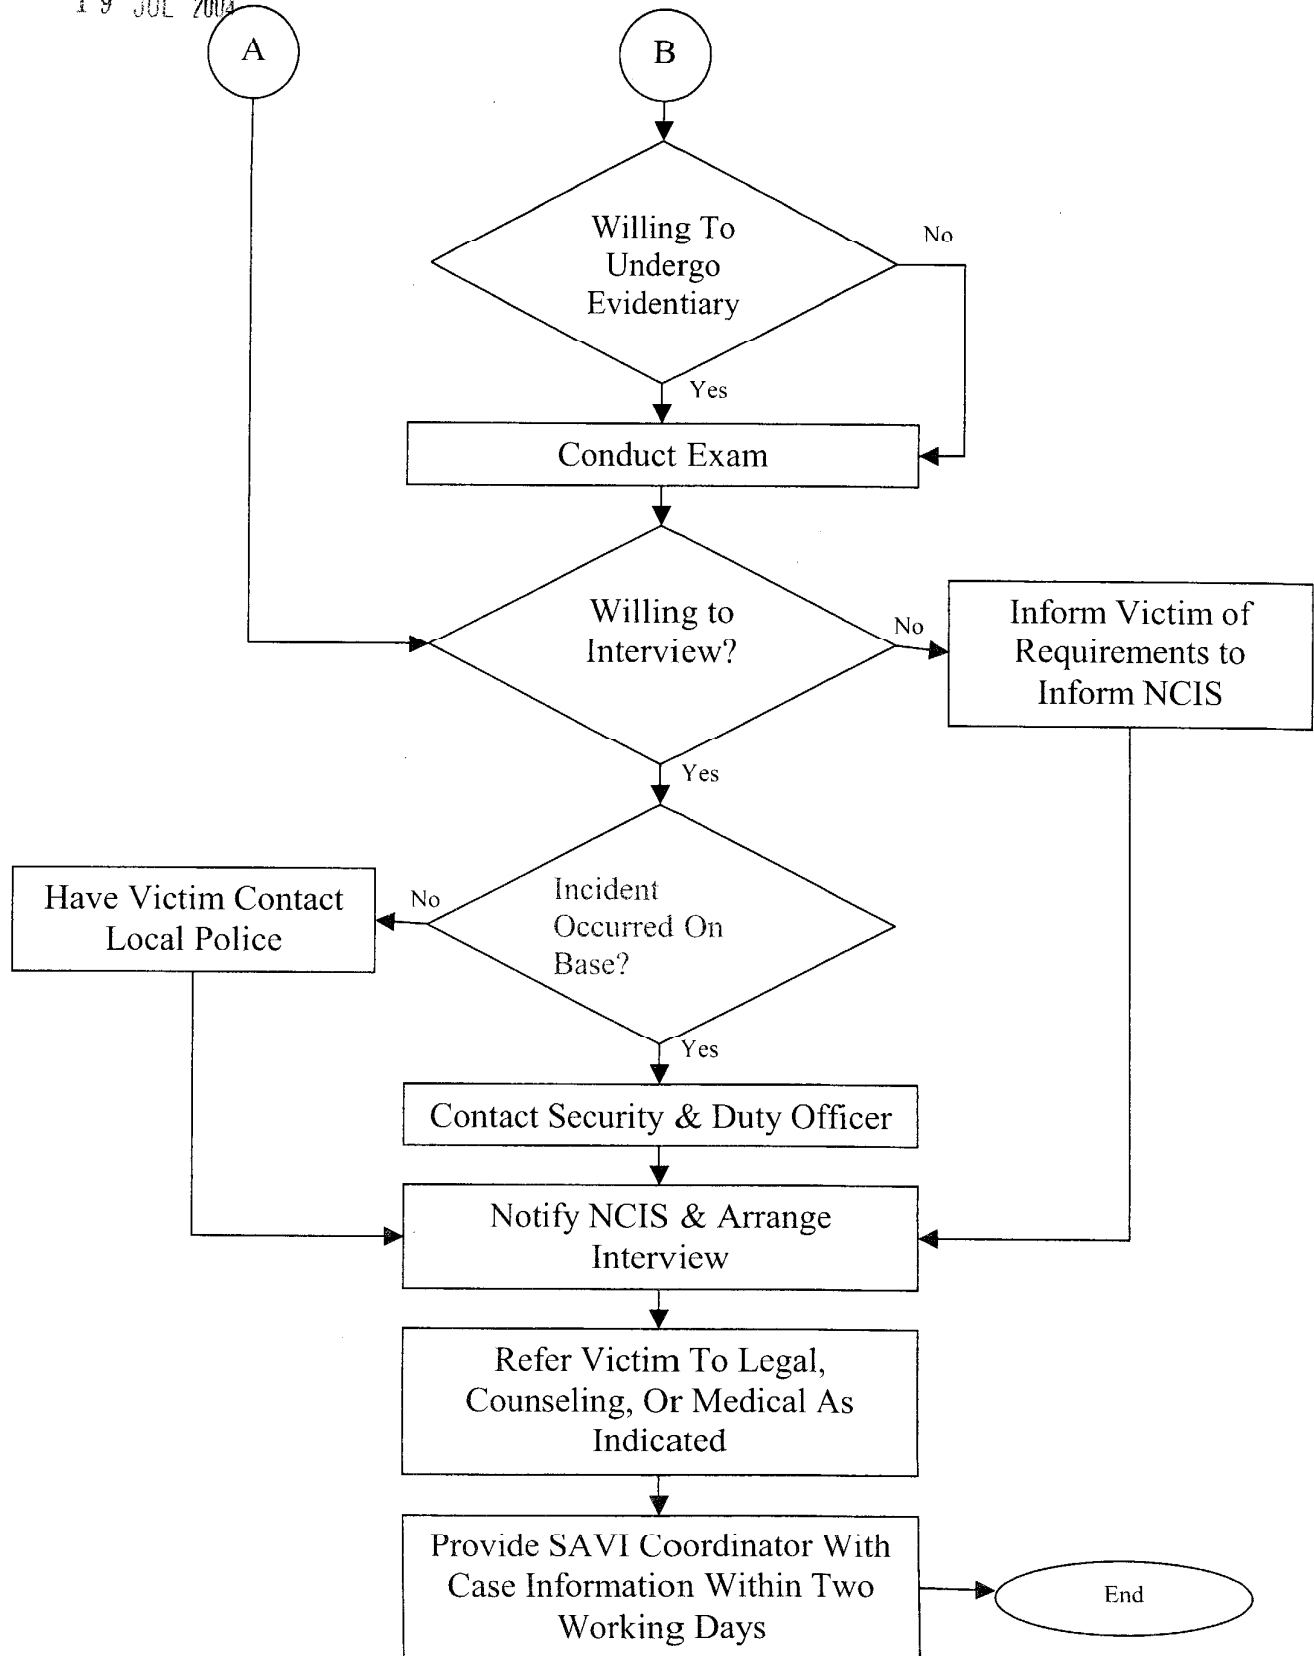 19 JUL 2004
A
B
Willing To
Undergo
Evidentiary
No
Yes
Conduct Exam
Willing to
Interview?
No
Inform Victim of
Requirements to
Inform NCIS
Yes
Have Victim Contact
Local Police
No
Incident
Occurred On
Base?
Yes
Contact Security & Duty Officer
Notify NCIS & Arrange
Interview
Refer Victim To Legal,
Counseling, Or Medical As
Indicated
Provide SAVI Coordinator With
Case Information Within Two
Working Days
End